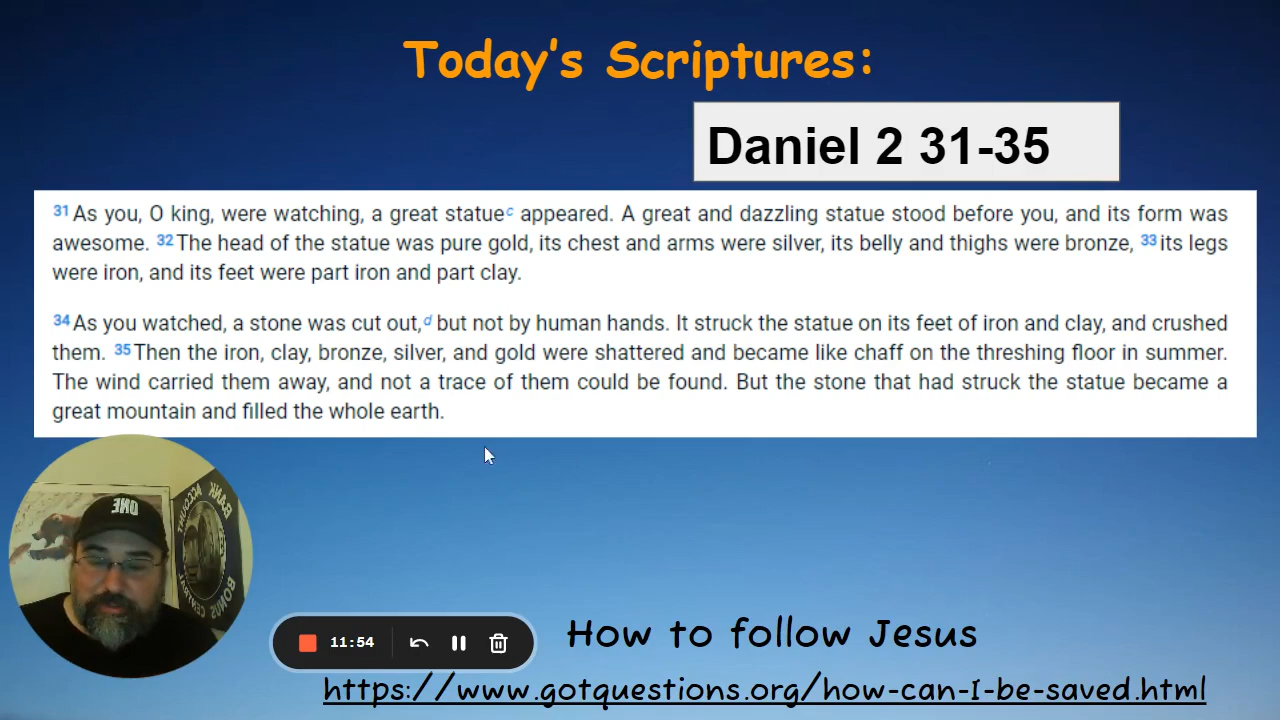 Today's Scriptures:
Daniel 2 31-35
31 As you, O king, were watching, a great statue c appeared. A great and dazzling statue stood before you, and its form was
awesome. 32 The head of the statue was pure gold, its chest and arms were silver, its belly and thighs were bronze, 33 its legs
were iron, and its feet were part iron and part clay.
34 As you watched, a stone was cut out, d but not by human hands. It struck the statue on its feet of iron and clay, and crushed
them. 35 Then the iron, clay, bronze, silver, and gold were shattered and became like chaff on the threshing floor in summer.
The wind carried them away, and not a trace of them could be found. But the stone that had struck the statue became a
great mountain and filled the whole earth.
ONE
BANK ACCOUNT
BONUS CENTRAL
11:54
How to follow Jesus
https://www.gotquestions.org/how-can-I-be-saved.html